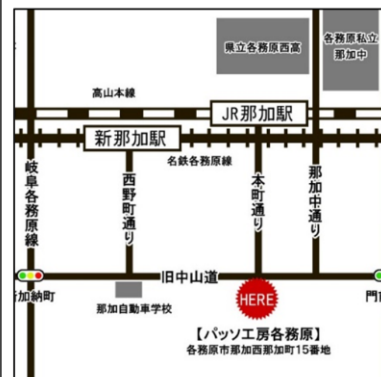 県立各務原西高
各務原私立
那加中
高山本線
JR那加駅
新那加駅
名鉄各務原線
岐阜各務原線
西野町通り
本町通り
那加中通り
旧中山道
加納町
門前
那加自動車学校
HERE
【パッソ工房各務原】
各務原市那加西那加町15番地